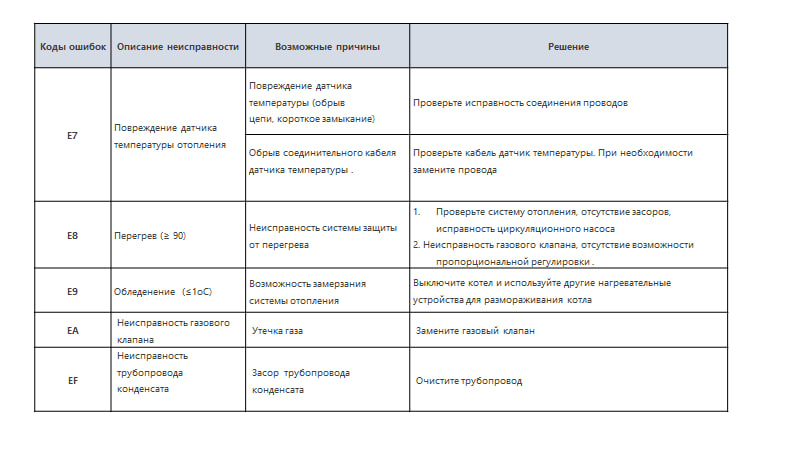 Коды ошибок
Описание неисправности
Возможные причины
Решение
E7
Повреждение датчика
температуры отопления
Повреждение датчика
температуры (обрыв
цепи, короткое замыкание)
Проверьте исправность соединения проводов
Обрыв соединительного кабеля
датчика температуры .
Проверьте кабель датчик температуры. При необходимости
замените провода
E8
Перегрев (≥ 90)
Неисправность системы защиты
от перегрева
1. Проверьте систему отопления, отсутствие засоров,
исправность циркуляционного насоса
2. Неисправность газового клапана, отсутствие возможности
пропорциональной регулировки .
E9
Обледенение (≤1oC)
Возможность замерзания
системы отопления
Выключите котел и используйте другие нагревательные
устройства для размораживания котла
EA
Неисправность газового
клапана
Утечка газа
Замените газовый клапан
EF
Неисправность
трубопровода
конденсата
Засор трубопровода
конденсата
Очистите трубопровод